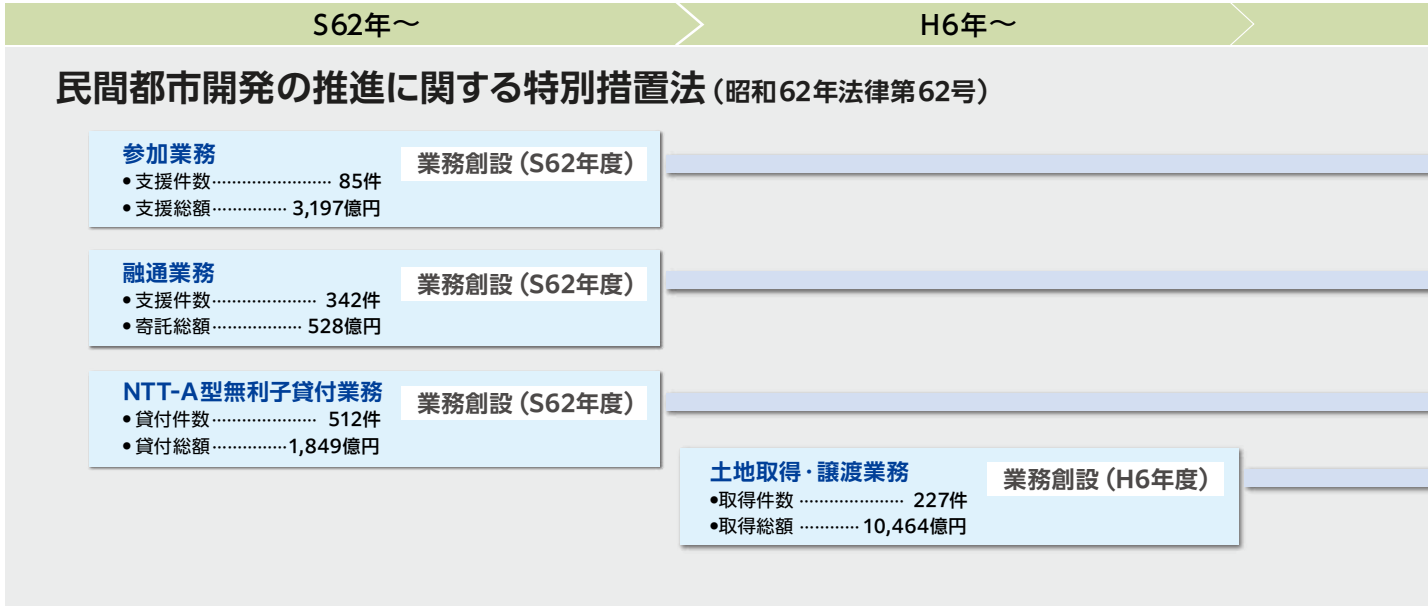 S62年～
H6年～
民間都市開発の推進に関する特別措置法（昭和62年法律第62号）
参加業務
業務創設（S62年度）
•支援件数…………………… 85件
•支援総額…………… 3,197億円
融通業務
業務創設（S62年度）
•支援件数………………… 342件
•寄託総額……………… 528億円
NTT-A型無利子貸付業務
業務創設（S62年度）
•貸付件数………………… 512件
•貸付総額……………1,849億円
土地取得・譲渡業務
業務創設（H6年度）
•取得件数 ………………… 227件
•取得総額 ………… 10,464億円